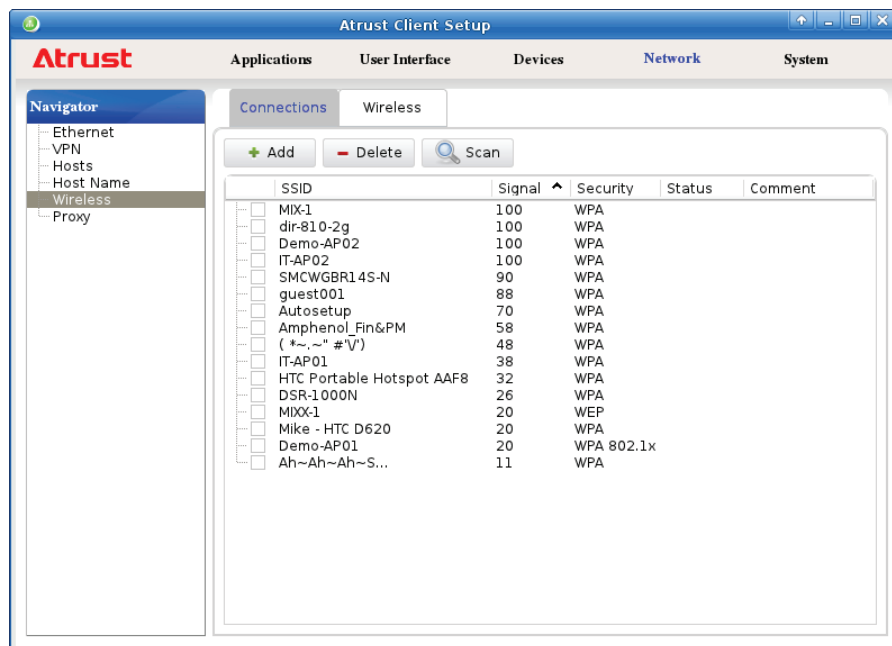 Atrust Client Setup
Atrust Applications User Interface Devices Network System
Navigator
Ethernet
VPN
Hosts
Host Name
Wireless
Proxy
Connections Wireless
Add Delete Scan
SSID Signal Security Status Comment
MIX-1 100 WPA
dir-810-2g 100 WPA
Demo-AP02 100 WPA
IT-AP02 100 WPA
SMCWGBR14S-N 90 WPA
guest001 88 WPA
Autosetup 70 WPA
Amphenol_Fin&PM 58 WPA
( *~.~" #'\/') 48 WPA
IT-AP01 38 WPA
HTC Portable Hotspot AAF8 32 WPA
DSR-1000N 26 WPA
MIXX-1 20 WEP
Mike - HTC D620 20 WPA
Demo-AP01 20 WPA 802.1x
Ah~Ah~Ah~S... 11 WPA